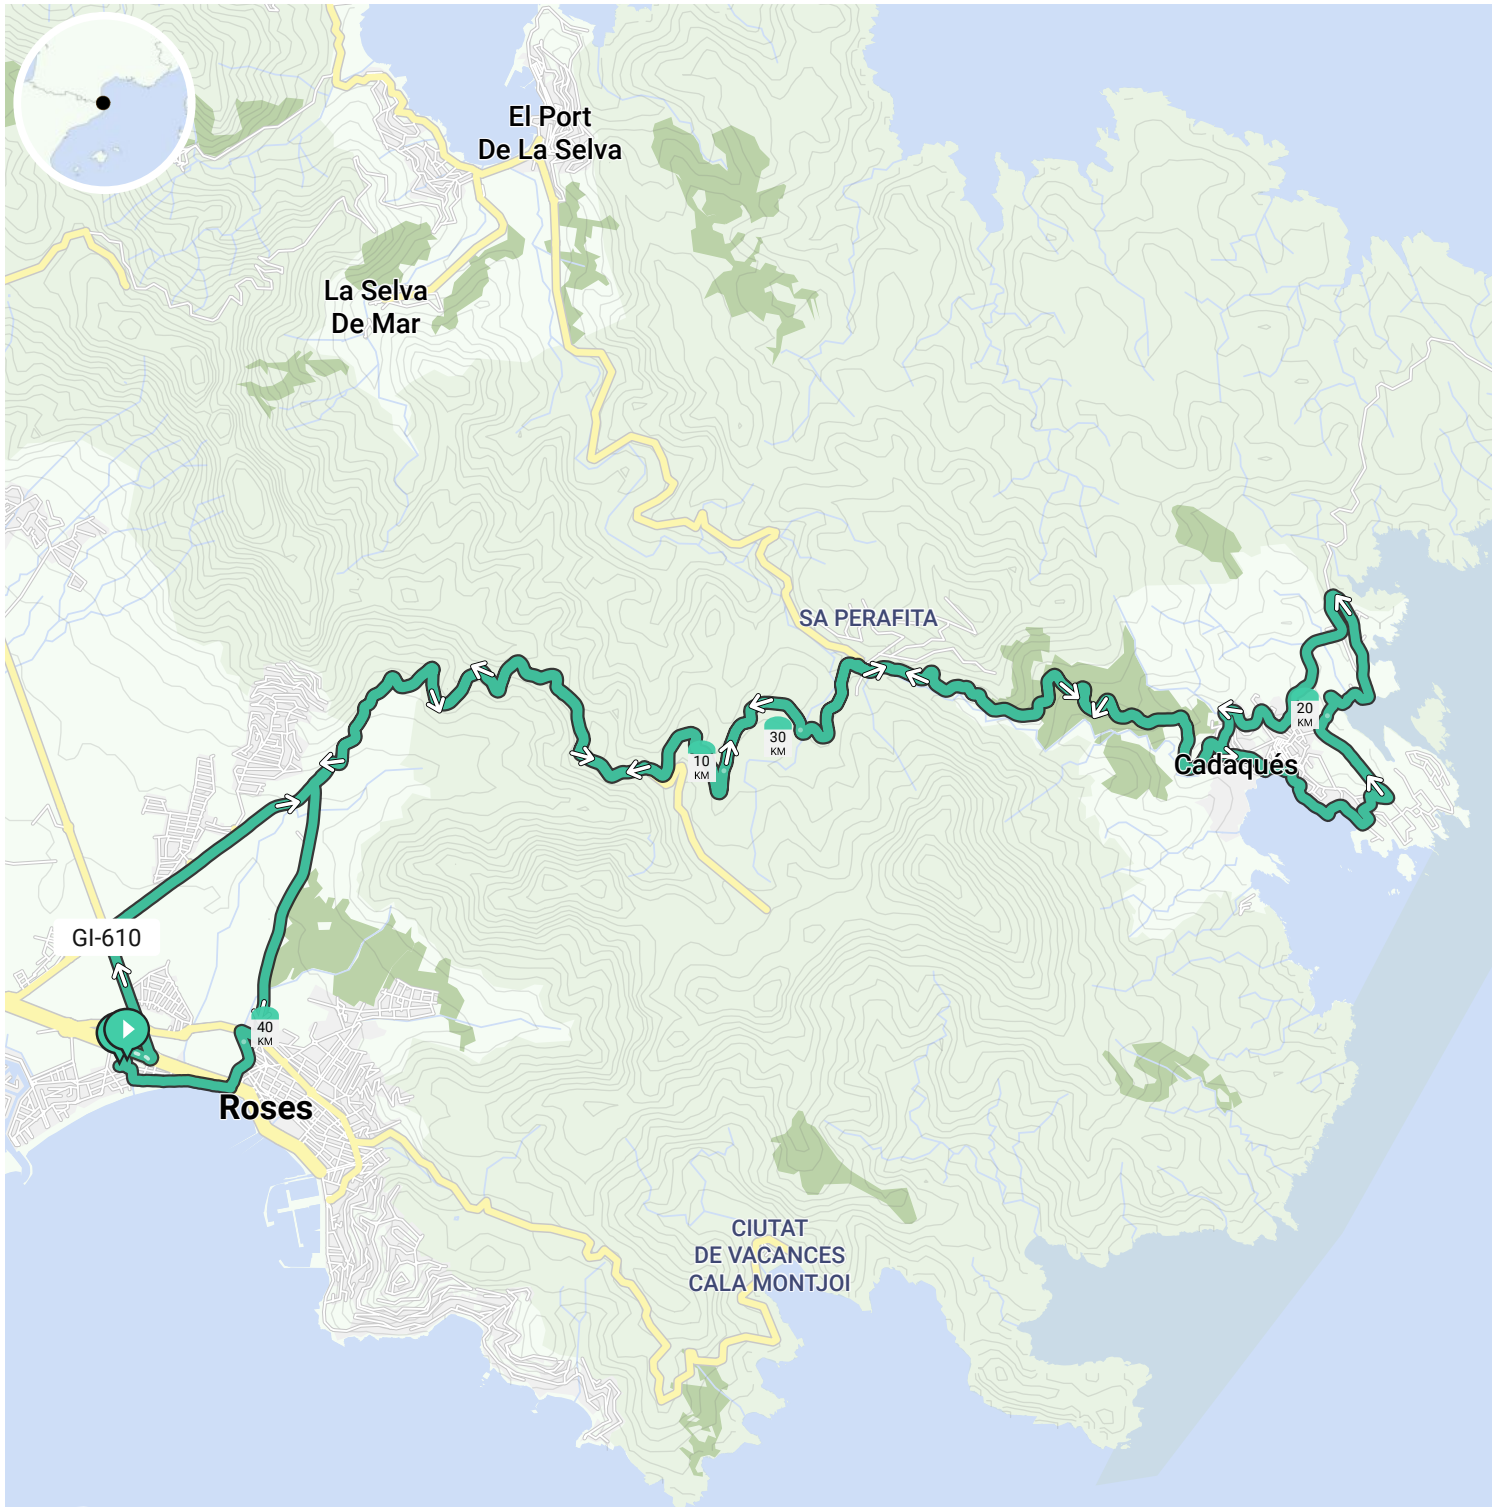 El Port
De La Selva
La Selva
De Mar
SA PERAFITA
20
KM
30
KM
10
KM
Cadaqués
GI-610
40
KM
Roses
CIUTAT
DE VACANCES
CALA MONTJOI